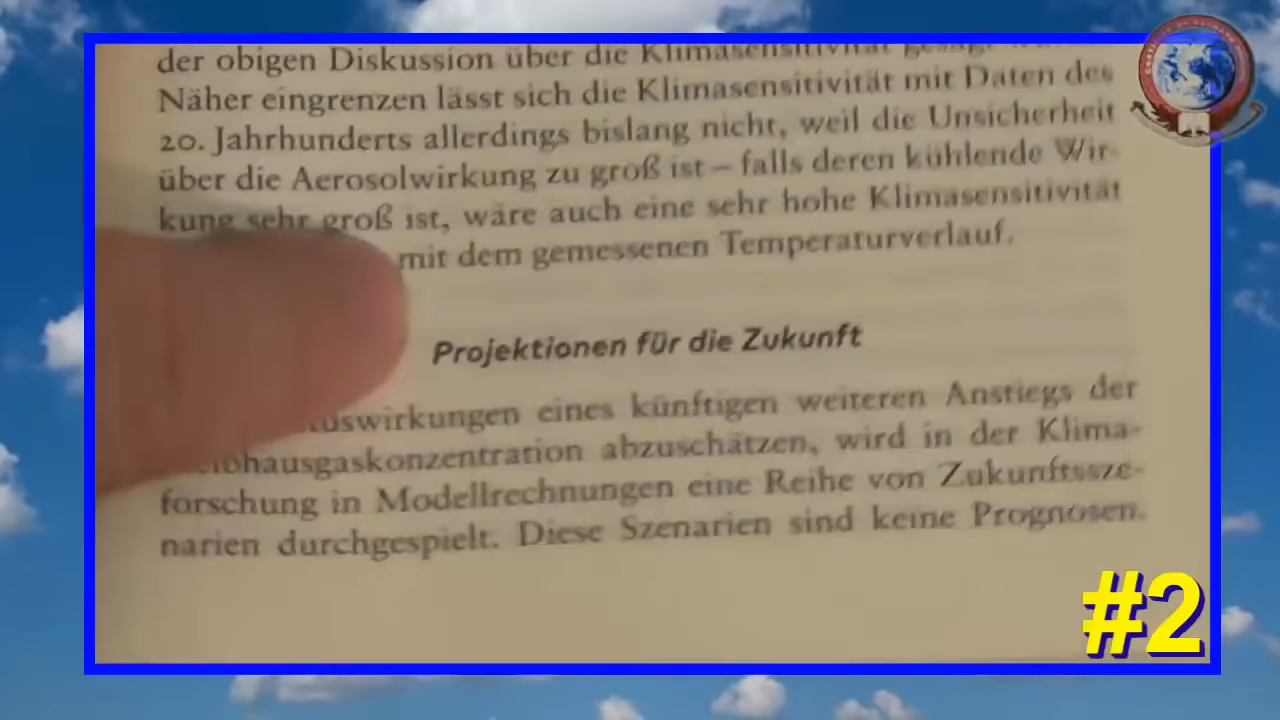 der obigen Diskussion über die Klimasensitivität
Näher eingrenzen lässt sich die Klimasensitivität mit Daten des
20. Jahrhunderts allerdings bislang nicht, weil die Unsicherheit
über die Aerosolwirkung zu groß ist – falls deren kühlende Wir-
kung sehr groß ist, wäre auch eine sehr hohe Klimasensitivität
mit dem gemessenen Temperaturverlauf.
Projektionen für die Zukunft
uswirkungen eines künftigen weiteren Anstiegs der
ibhausgaskonzentration abzuschätzen, wird in der Klima-
forschung in Modellrechnungen eine Reihe von Zukunftssze-
narien durchgespielt. Diese Szenarien sind keine Prognosen.
#2